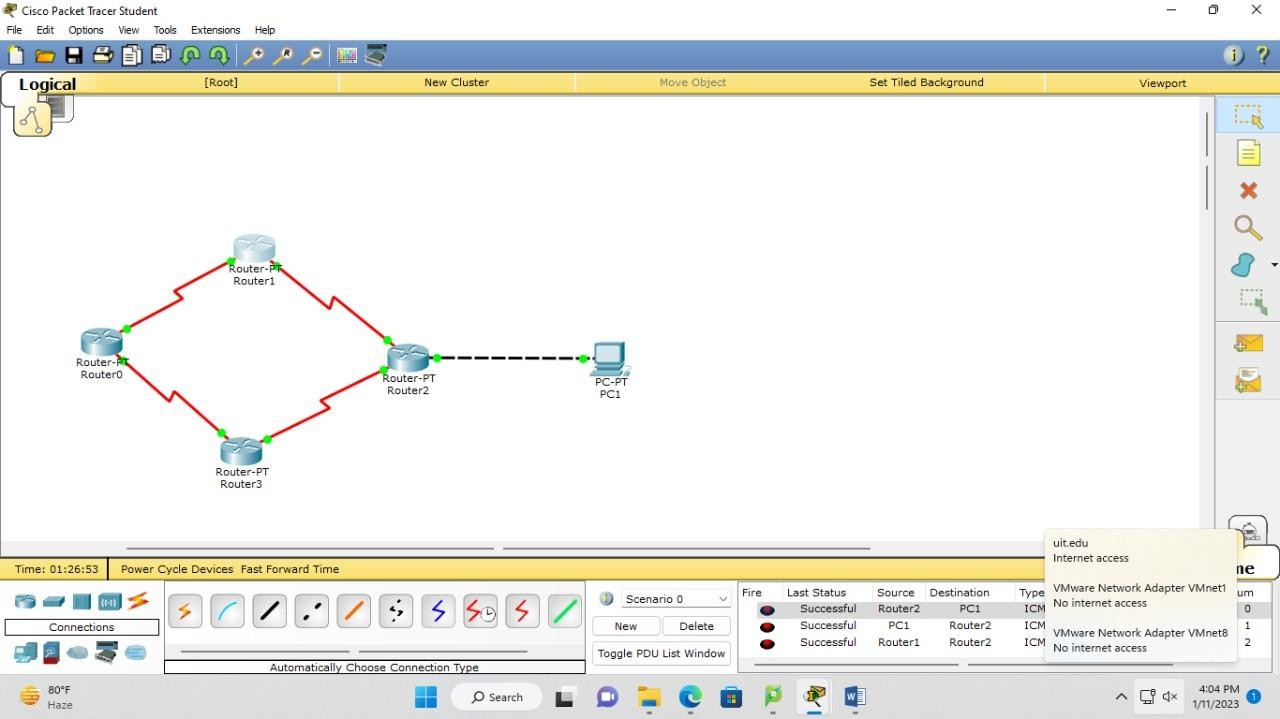 Cisco Packet Tracer Student
File Edit Options View Tools Extensions Help
Logical [Root] New Cluster Move Object Set Tiled Background Viewport
Router-PT
Router1
Router-PT
Router0
Router-PT
Router2
PC-PT
PC1
Router-PT
Router3
uit.edu
Internet access
VMware Network Adapter VMnet1
No internet access
VMware Network Adapter VMnet8
No internet access
Time: 01:26:53 Power Cycle Devices Fast Forward Time
Connections
Automatically Choose Connection Type
Scenario 0
New Delete
Toggle PDU List Window
Fire Last Status Source Destination Type
Successful Router2 PC1 ICM 0
Successful PC1 Router2 ICM 1
Successful Router1 Router2 ICM 2
80°F
Haze
Search
4:04 PM
1/11/2023
1